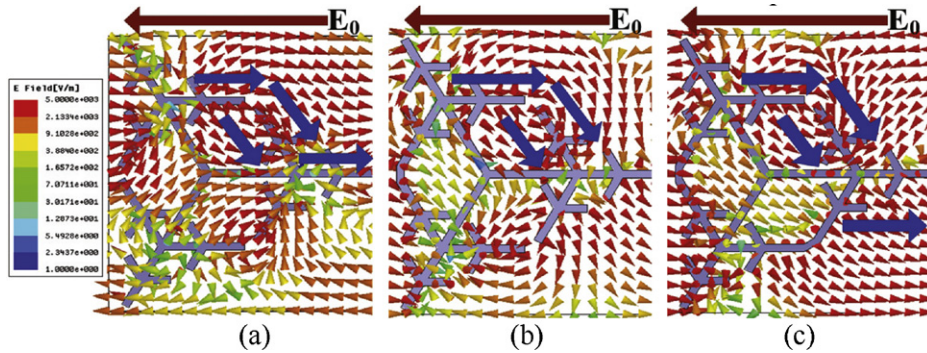 E0
E0
E0
E Field[V/m]
5.0000e+003
2.1334e+003
9.1028e+002
3.8840e+002
1.6572e+002
7.0711e+001
3.0171e+001
1.2873e+001
5.4928e+000
2.3437e+000
1.0000e+000
(a)
(b)
(c)